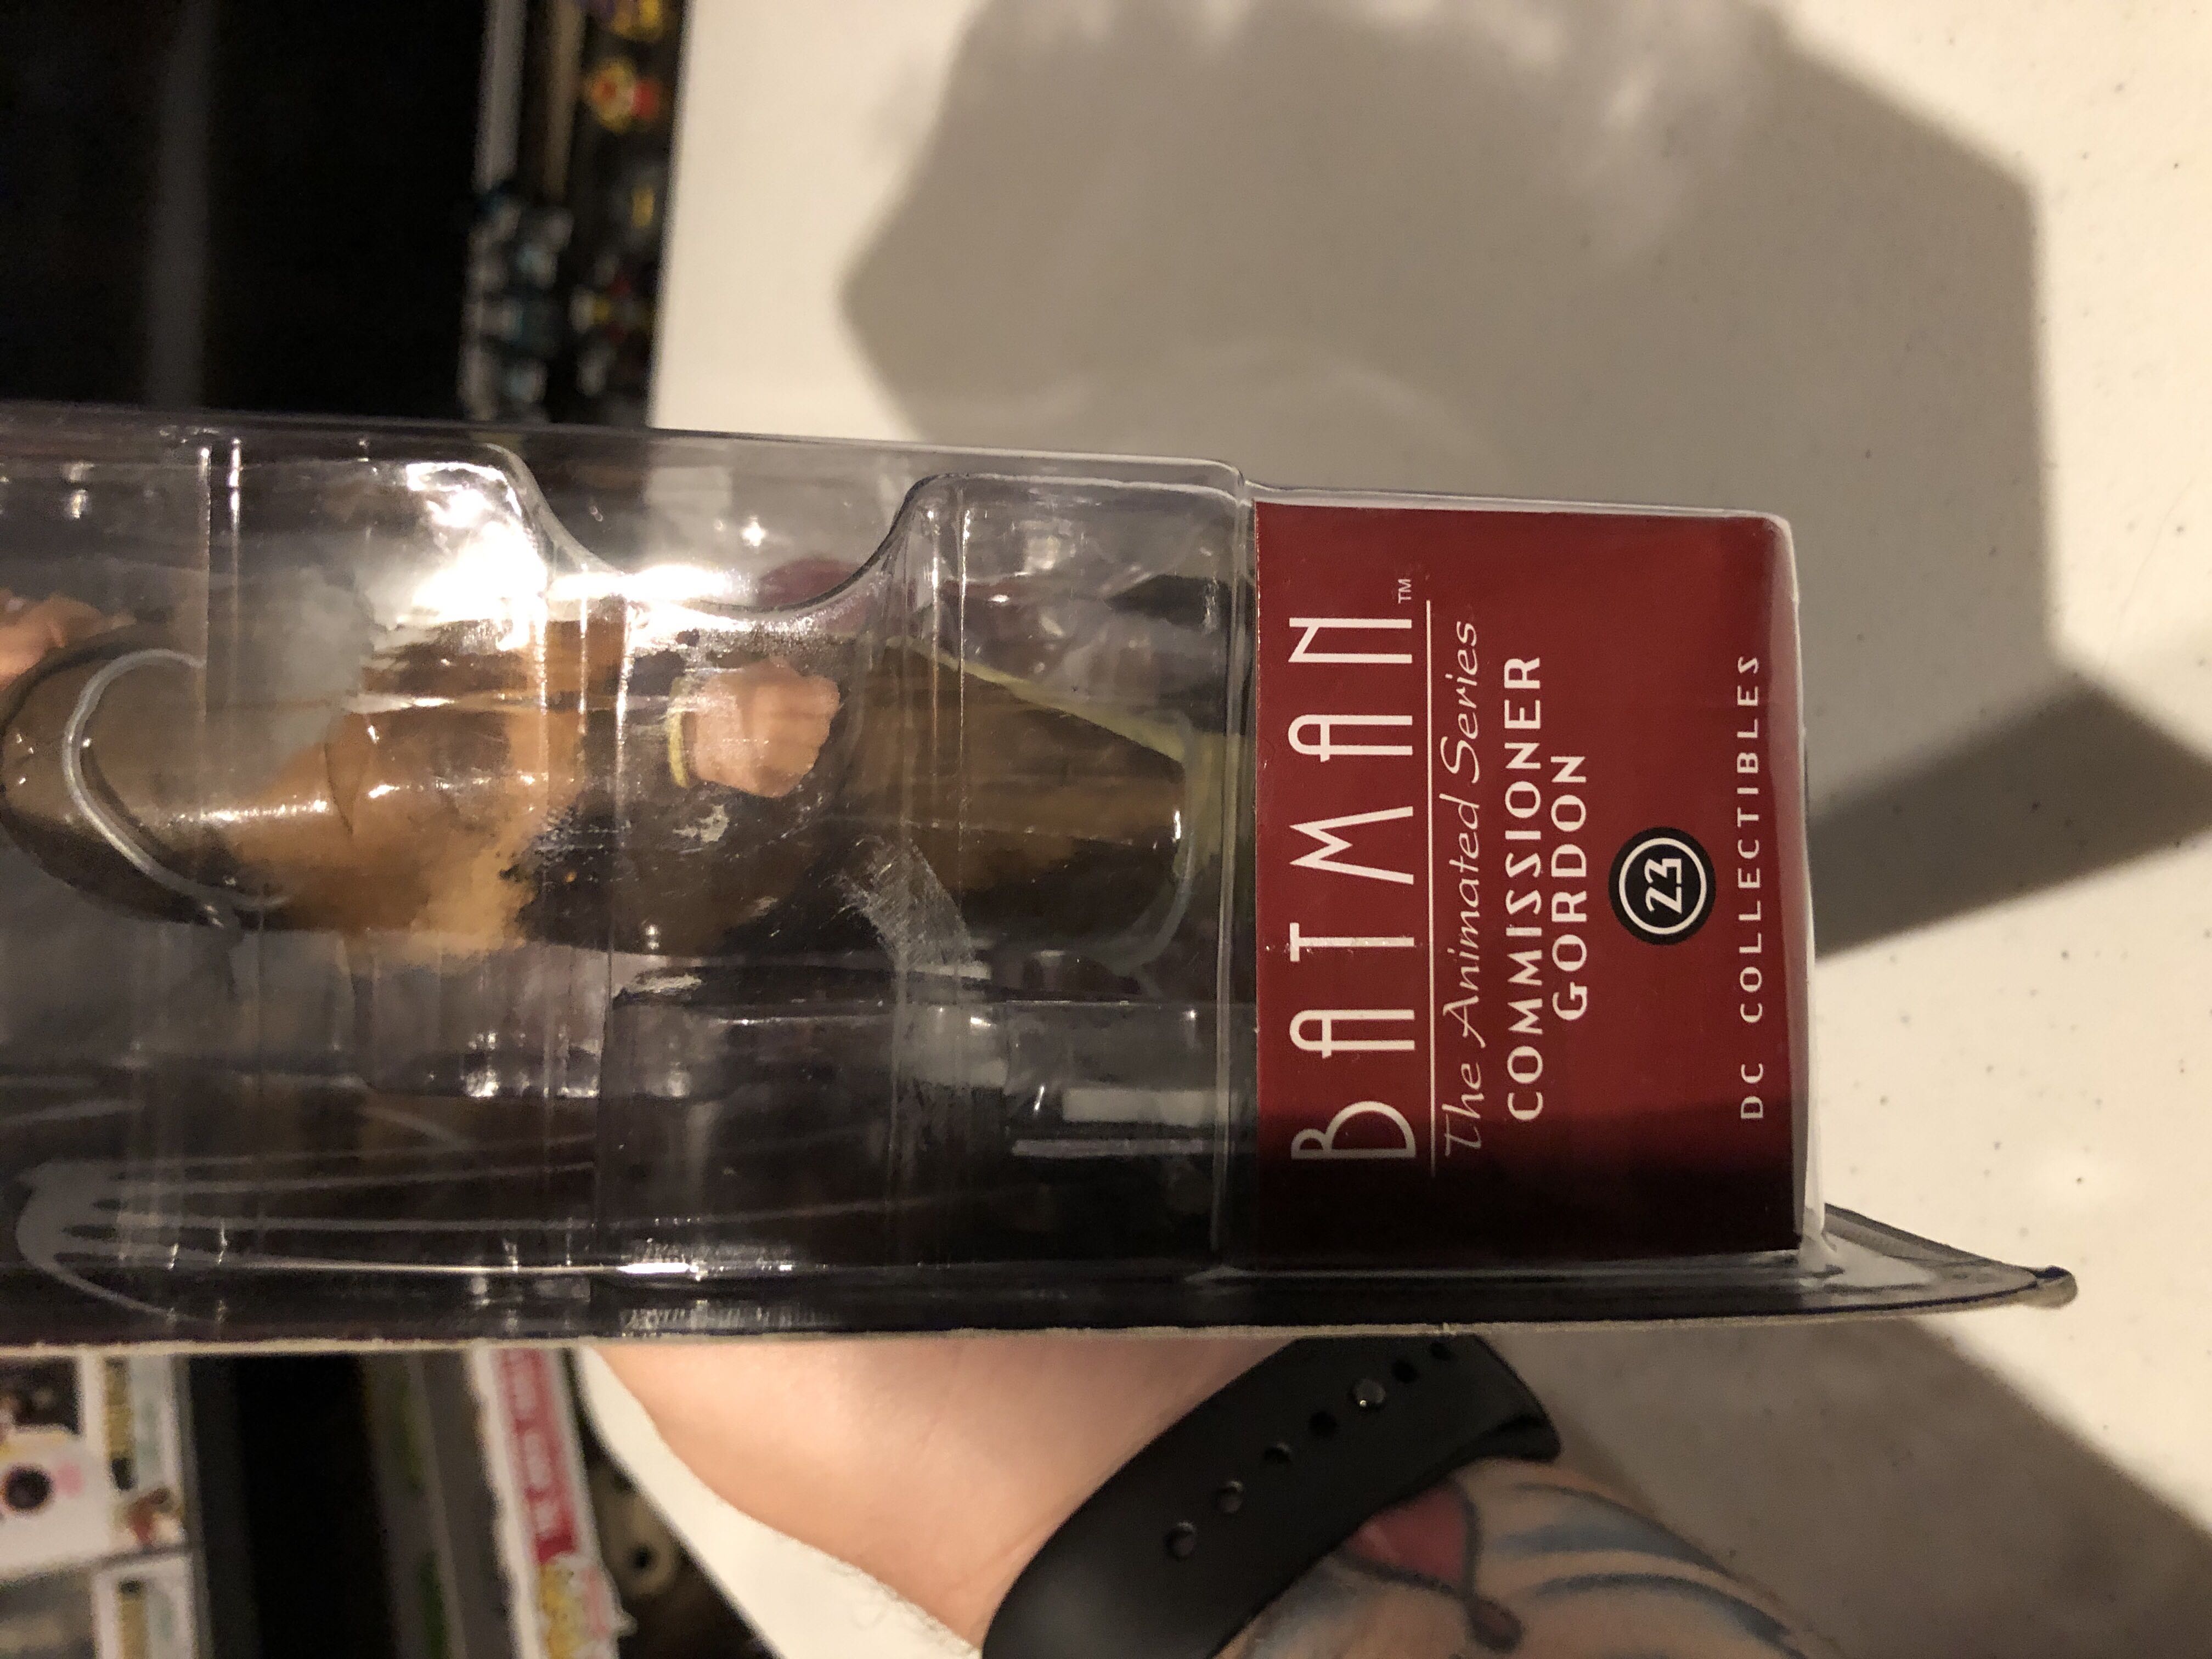 BATMAN™
The Animated Series
COMMISSIONER
GORDON
23
DC COLLECTIBLES